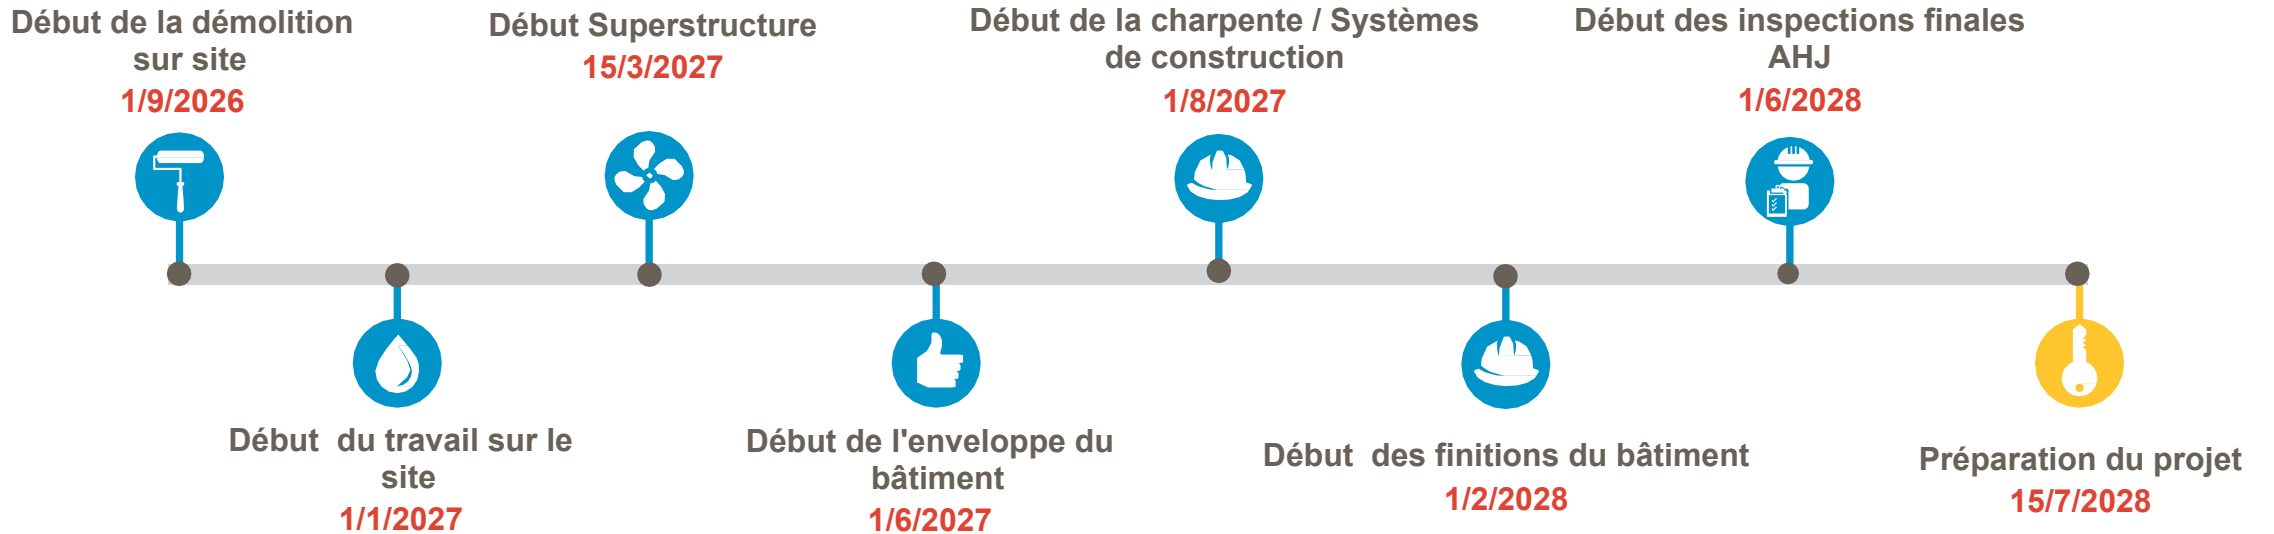 Début de la démolition
sur site
1/9/2026
Début Superstructure
15/3/2027
Début de la charpente / Systèmes
de construction
1/8/2027
Début des inspections finales
AHJ
1/6/2028
Début  du travail sur le
site
1/1/2027
Début de l'enveloppe du
bâtiment
1/6/2027
Début  des finitions du bâtiment
1/2/2028
Préparation du projet
15/7/2028